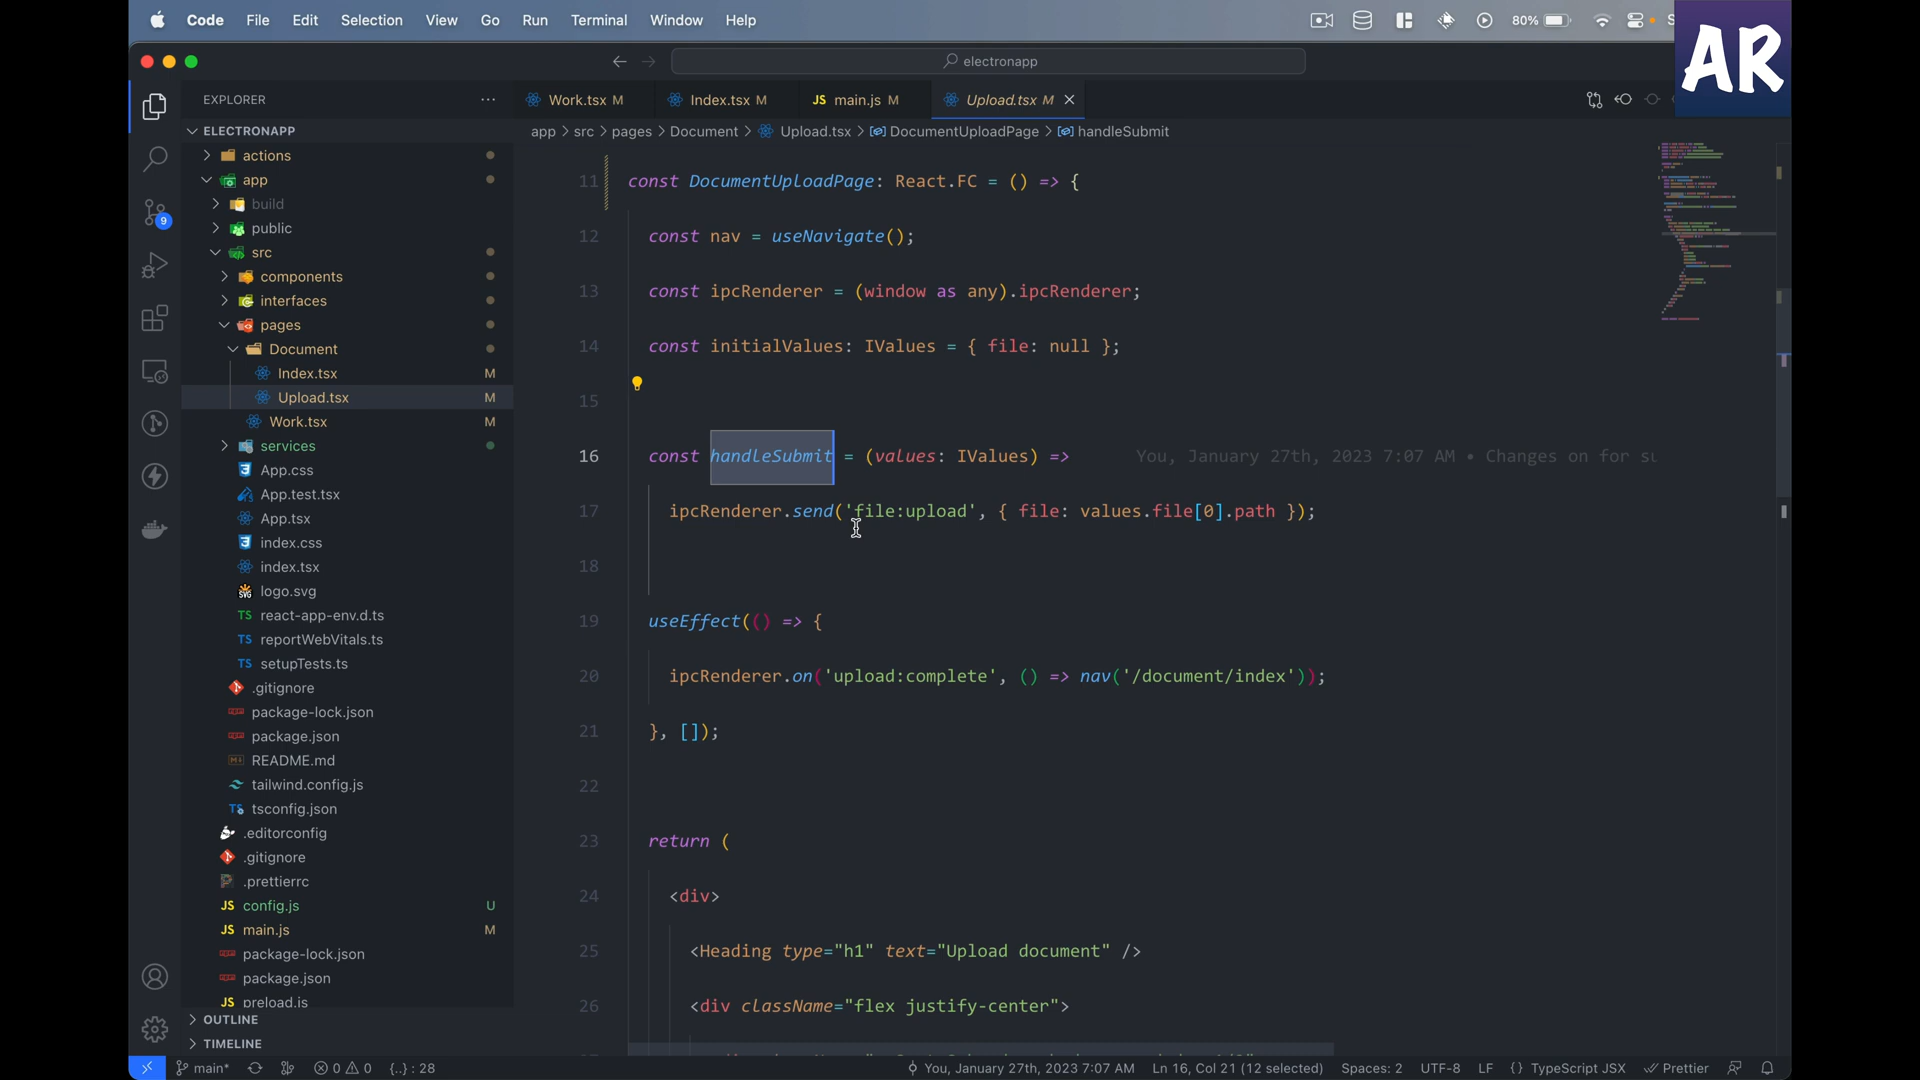 Code File Edit Selection View Go Run Terminal Window Help 80%
AR
electronapp
EXPLORER
Work.tsx M Index.tsx M JS main.js M Upload.tsx M
app > src > pages > Document > Upload.tsx > DocumentUploadPage > handleSubmit
ELECTRONAPP
actions
app
build
public
src
components
interfaces
pages
Document
Index.tsx M
Upload.tsx M
Work.tsx M
services
App.css
App.test.tsx
App.tsx
index.css
index.tsx
logo.svg
TS react-app-env.d.ts
TS reportWebVitals.ts
TS setupTests.ts
.gitignore
package-lock.json
package.json
README.md
tailwind.config.js
tsconfig.json
.editorconfig
.gitignore
.prettierrc
JS config.js U
JS main.js M
package-lock.json
package.json
JS preload.js
OUTLINE
TIMELINE
9
11 const DocumentUploadPage: React.FC = () => {
12 const nav = useNavigate();
13 const ipcRenderer = (window as any).ipcRenderer;
14 const initialValues: IValues = { file: null };
15
16 const handleSubmit = (values: IValues) => You, January 27th, 2023 7:07 AM • Changes on for su
17 ipcRenderer.send('file:upload', { file: values.file[0].path });
18
19 useEffect(() => {
20 ipcRenderer.on('upload:complete', () => nav('/document/index'));
21 }, []);
22
23 return (
24 <div>
25 <Heading type="h1" text="Upload document" />
26 <div className="flex justify-center">
main* 0 0 {..} : 28 You, January 27th, 2023 7:07 AM Ln 16, Col 21 (12 selected) Spaces: 2 UTF-8 LF {} TypeScript JSX Prettier